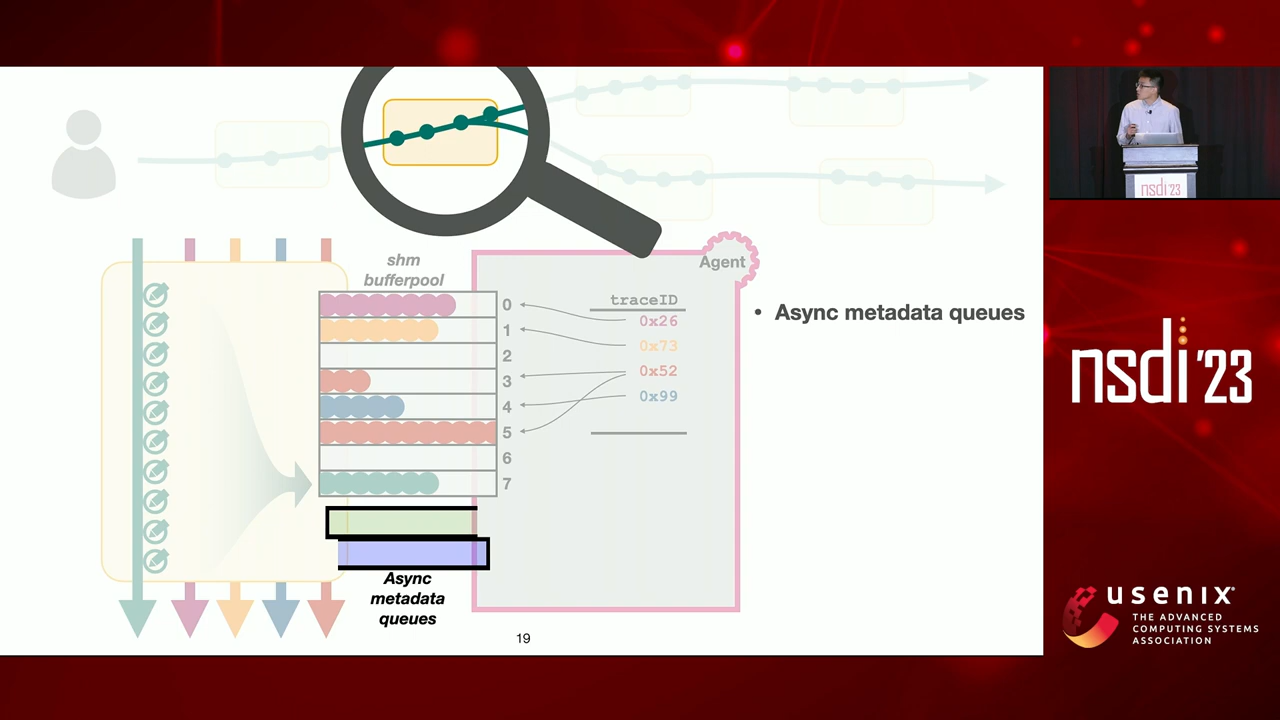 shm
bufferpool
Agent
traceID
0 0x26
1 0x73
2
3 0x52
4 0x99
5
6
7
• Async metadata queues
Async
metadata
queues
19
nsdi '23
nsdi '23
usenix
THE ADVANCED
COMPUTING SYSTEMS
ASSOCIATION